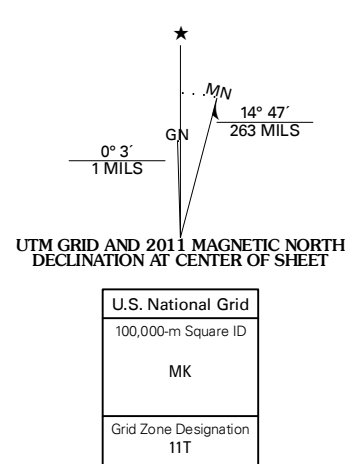 ★
MN
14° 47´
263 MILS
GN
0° 3´
1 MILS
UTM GRID AND 2011 MAGNETIC NORTH
DECLINATION AT CENTER OF SHEET
U.S. National Grid
100,000-m Square ID
MK
Grid Zone Designation
11T